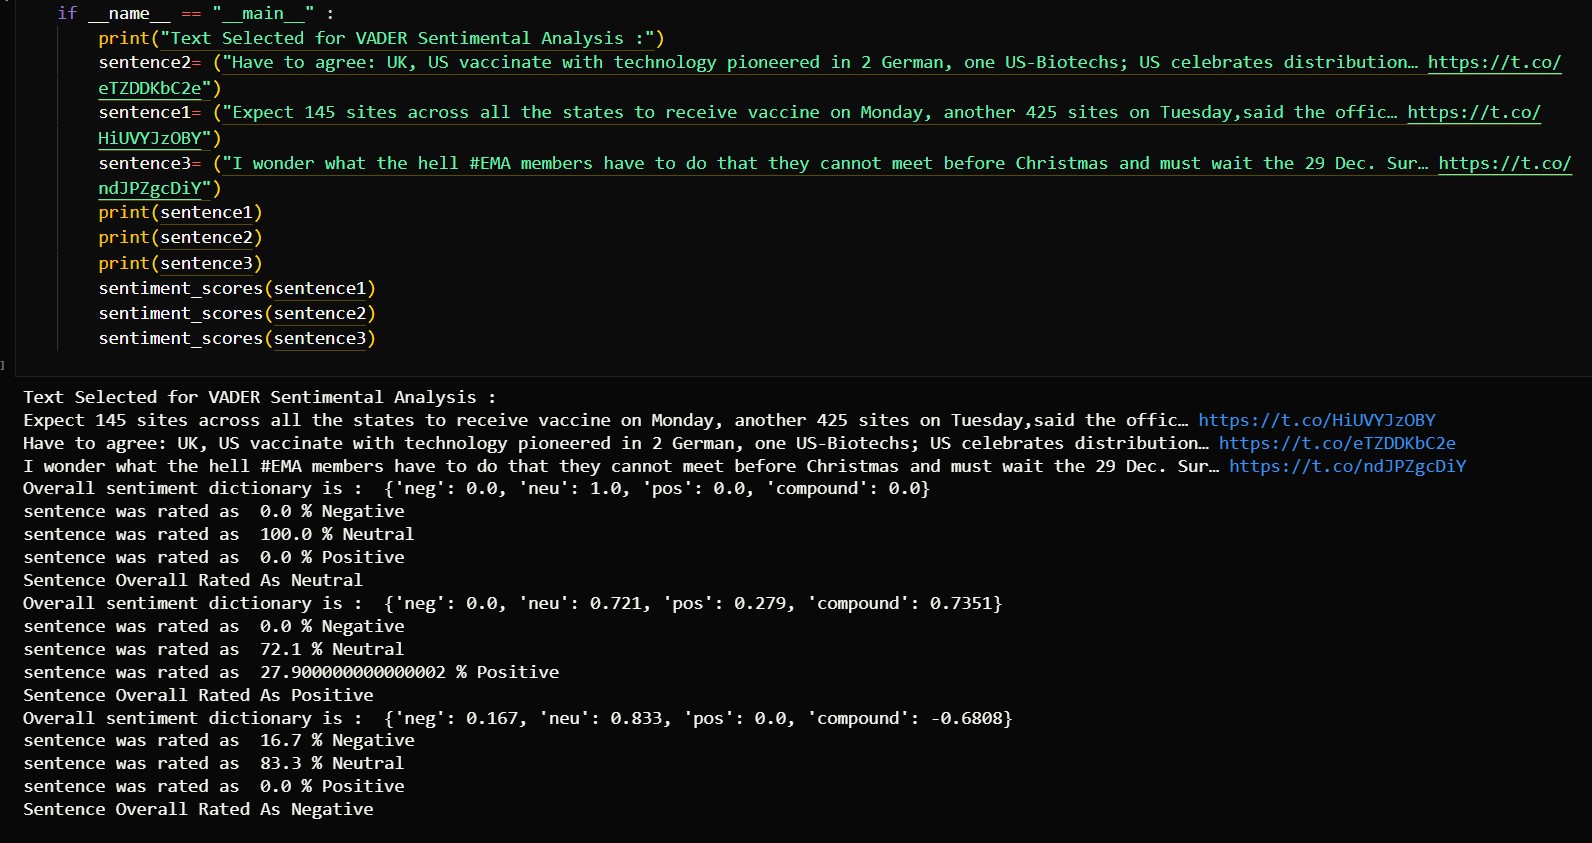 if __name__ == "__main__" :
print("Text Selected for VADER Sentimental Analysis :")
sentence2= ("Have to agree: UK, US vaccinate with technology pioneered in 2 German, one US-Biotechs; US celebrates distribution… https://t.co/
eTZDDKbC2e")
sentence1= ("Expect 145 sites across all the states to receive vaccine on Monday, another 425 sites on Tuesday,said the offic… https://t.co/
HiUVYJzOBY")
sentence3= ("I wonder what the hell #EMA members have to do that they cannot meet before Christmas and must wait the 29 Dec. Sur… https://t.co/
ndJPZgcDiY")
print(sentence1)
print(sentence2)
print(sentence3)
sentiment_scores(sentence1)
sentiment_scores(sentence2)
sentiment_scores(sentence3)
]
Text Selected for VADER Sentimental Analysis :
Expect 145 sites across all the states to receive vaccine on Monday, another 425 sites on Tuesday,said the offic… https://t.co/HiUVYJzOBY
Have to agree: UK, US vaccinate with technology pioneered in 2 German, one US-Biotechs; US celebrates distribution… https://t.co/eTZDDKbC2e
I wonder what the hell #EMA members have to do that they cannot meet before Christmas and must wait the 29 Dec. Sur… https://t.co/ndJPZgcDiY
Overall sentiment dictionary is :  {'neg': 0.0, 'neu': 1.0, 'pos': 0.0, 'compound': 0.0}
sentence was rated as  0.0 % Negative
sentence was rated as  100.0 % Neutral
sentence was rated as  0.0 % Positive
Sentence Overall Rated As Neutral
Overall sentiment dictionary is :  {'neg': 0.0, 'neu': 0.721, 'pos': 0.279, 'compound': 0.7351}
sentence was rated as  0.0 % Negative
sentence was rated as  72.1 % Neutral
sentence was rated as  27.900000000000002 % Positive
Sentence Overall Rated As Positive
Overall sentiment dictionary is :  {'neg': 0.167, 'neu': 0.833, 'pos': 0.0, 'compound': -0.6808}
sentence was rated as  16.7 % Negative
sentence was rated as  83.3 % Neutral
sentence was rated as  0.0 % Positive
Sentence Overall Rated As Negative